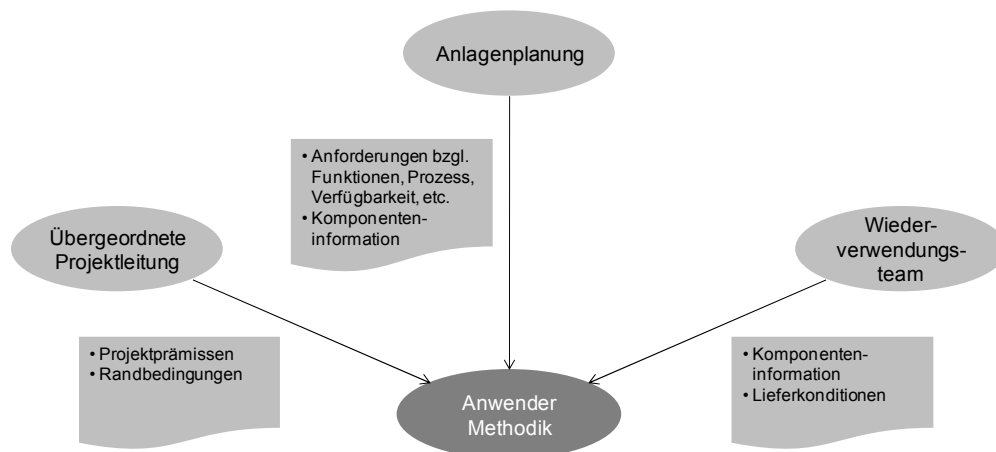 Anlagenplanung
• Anforderungen bzgl.
Funktionen, Prozess,
Verfügbarkeit, etc.
• Komponenten-
information
Übergeordnete
Projektleitung
Wieder-
verwendungs-
team
• Projektprämissen
• Randbedingungen
Anwender
Methodik
• Komponenten-
information
• Lieferkonditionen